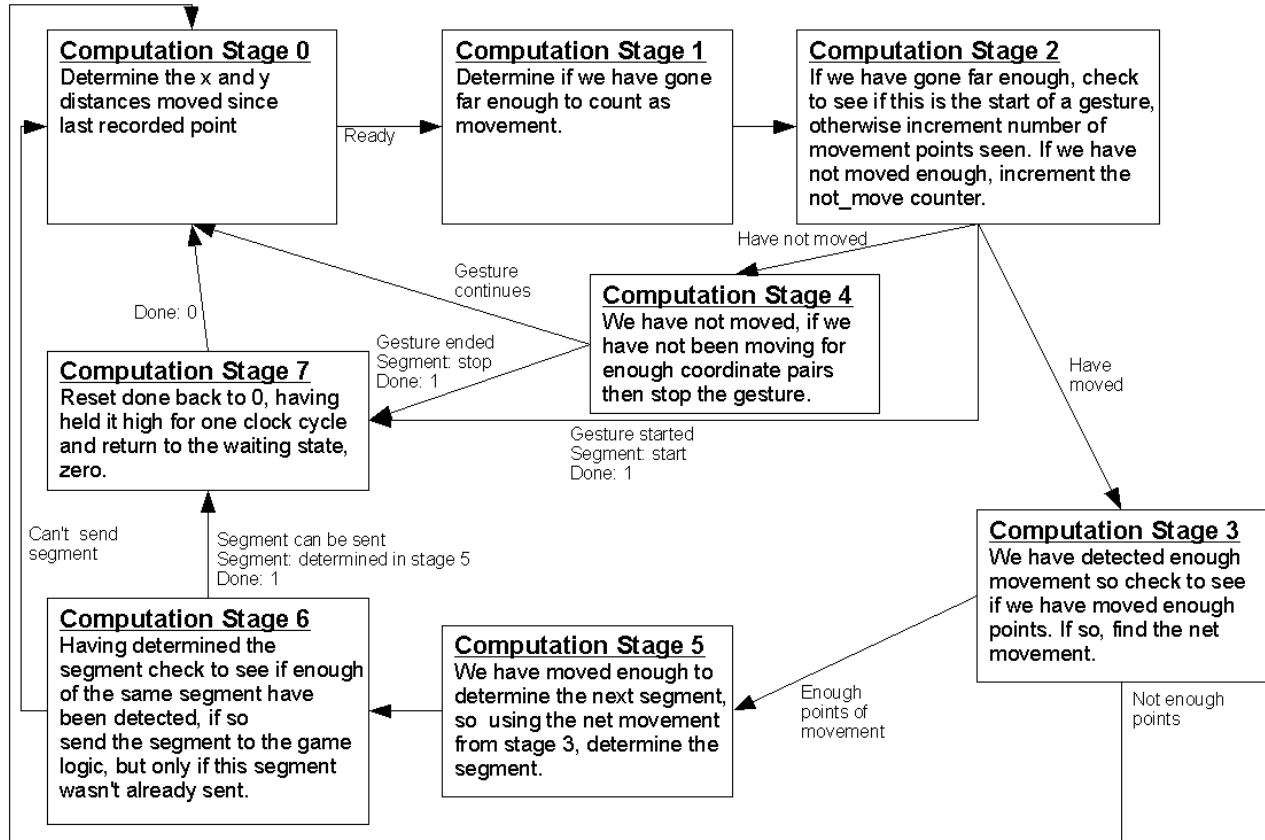 Computation Stage 0
Determine the x and y
distances moved since
last recorded point
Ready
Computation Stage 1
Determine if we have gone
far enough to count as
movement.
Computation Stage 2
If we have gone far enough, check
to see if this is the start of a gesture,
otherwise increment number of
movement points seen. If we have
not moved enough, increment the
not_move counter.
Have not moved
Gesture
continues
Computation Stage 4
We have not moved, if we
have not been moving for
enough coordinate pairs
then stop the gesture.
Done: 0
Gesture ended
Segment: stop
Done: 1
Have
moved
Computation Stage 7
Reset done back to 0, having
held it high for one clock cycle
and return to the waiting state,
zero.
Gesture started
Segment: start
Done: 1
Can't send
segment
Segment can be sent
Segment: determined in stage 5
Done: 1
Computation Stage 3
We have detected enough
movement so check to see
if we have moved enough
points. If so, find the net
movement.
Computation Stage 6
Having determined the
segment check to see if enough
of the same segment have
been detected, if so
send the segment to the game
logic, but only if this segment
wasn't already sent.
Computation Stage 5
We have moved enough to
determine the next segment,
so using the net movement
from stage 3, determine the
segment.
Enough
points of
movement
Not enough
points